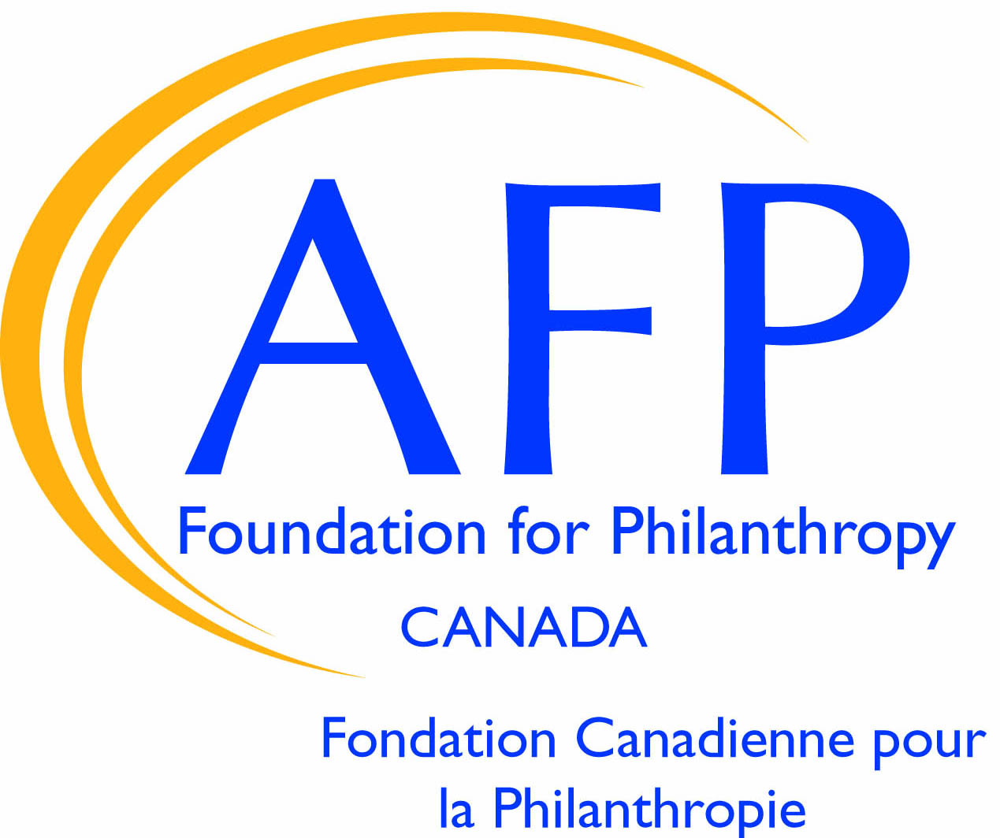 AFP
Foundation for Philanthropy
CANADA
Fondation Canadienne pour
la Philanthropie